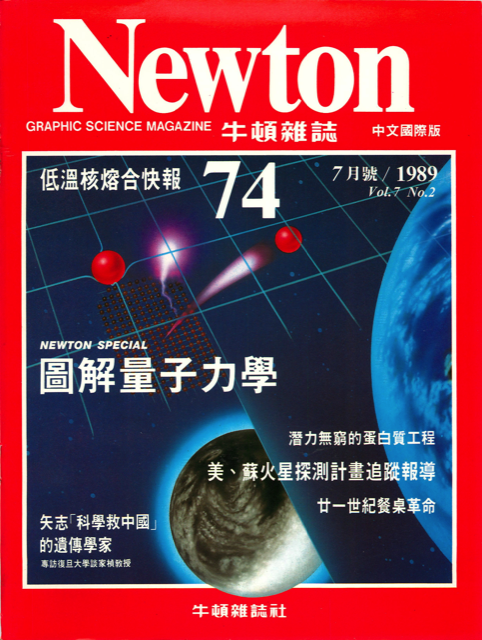 Newton
GRAPHIC SCIENCE MAGAZINE 牛頓雜誌 中文國際版
低溫核熔合快報
74
7月號/1989
Vol.7 No.2
NEWTON SPECIAL
圖解量子力學
潛力無窮的蛋白質工程
美、蘇火星探測計畫追蹤報導
廿一世紀餐桌革命
矢志「科學救中國」
的遺傳學家
專訪復旦大學談家楨教授
牛頓雜誌社